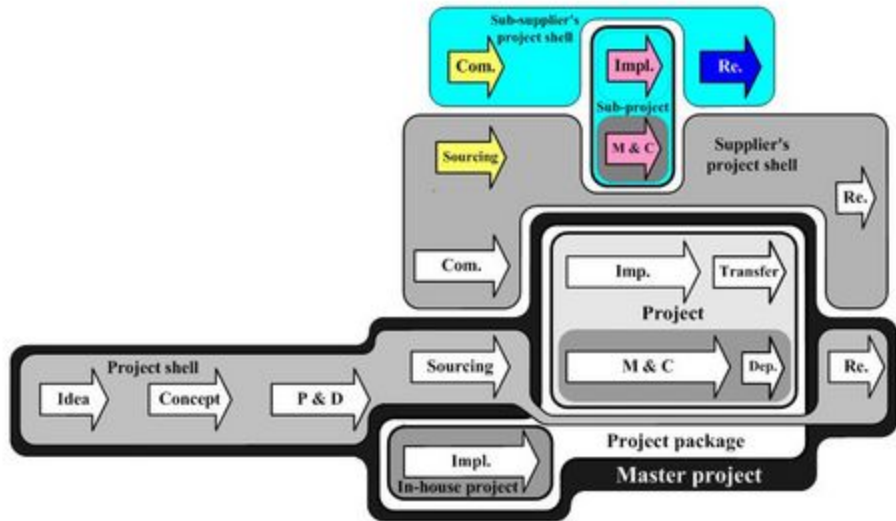 Sub-supplier's
project shell
Com.
Impl.
Re.
Sub-project
Sourcing
M & C
Supplier's
project shell
Re.
Com.
Imp.
Transfer
Project
Project shell
Sourcing
M & C
Dep.
Re.
Idea
Concept
P & D
Project package
Impl.
In-house project
Master project